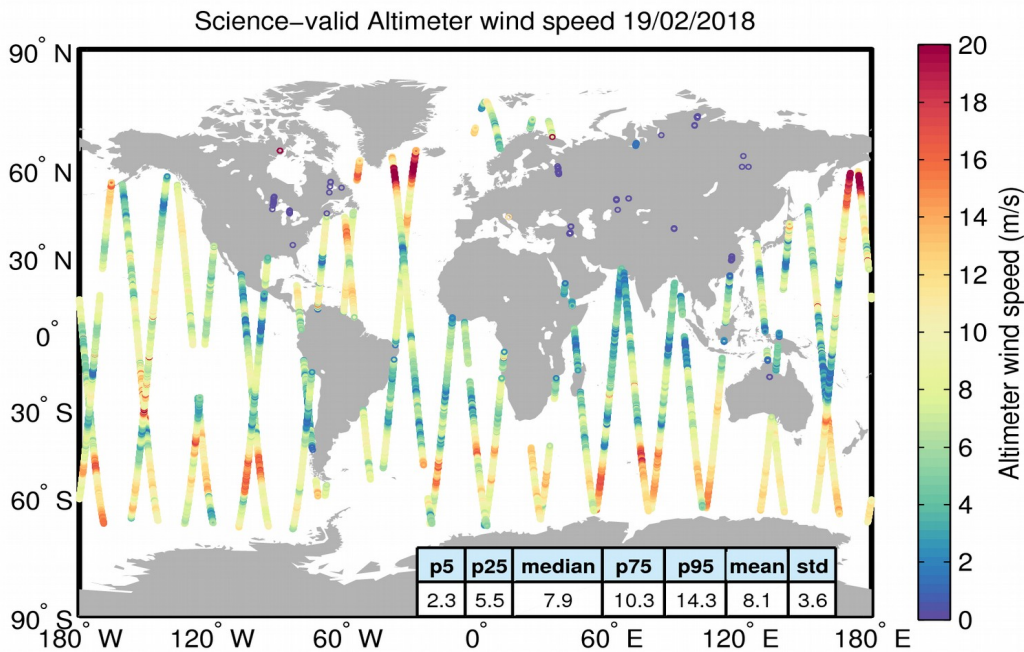 Science−valid Altimeter wind speed 19/02/2018
90° N
60° N
30° N
0°
30° S
60° S
90° S
180° W 120° W 60° W 0° 60° E 120° E 180° E
p5 p25 median p75 p95 mean std
2.3 5.5 7.9 10.3 14.3 8.1 3.6
20
18
16
14
12
10
8
6
4
2
0
Altimeter wind speed (m/s)